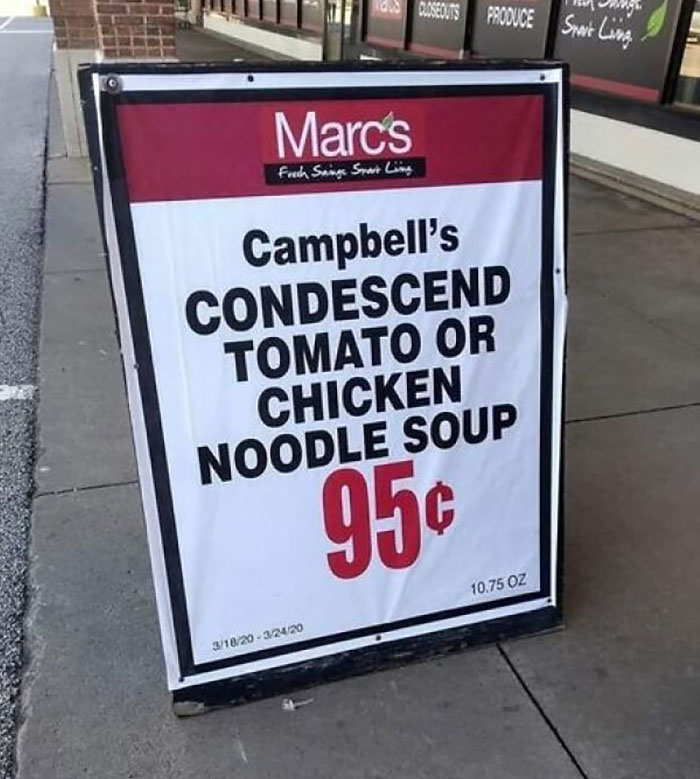 CLOSEOUTS
PRODUCE
Smart Living
Marc's
Fresh Savings. Smart Living
Campbell's
CONDESCEND
TOMATO OR
CHICKEN
NOODLE SOUP
95¢
10.75 OZ
3/18/20 - 3/24/20